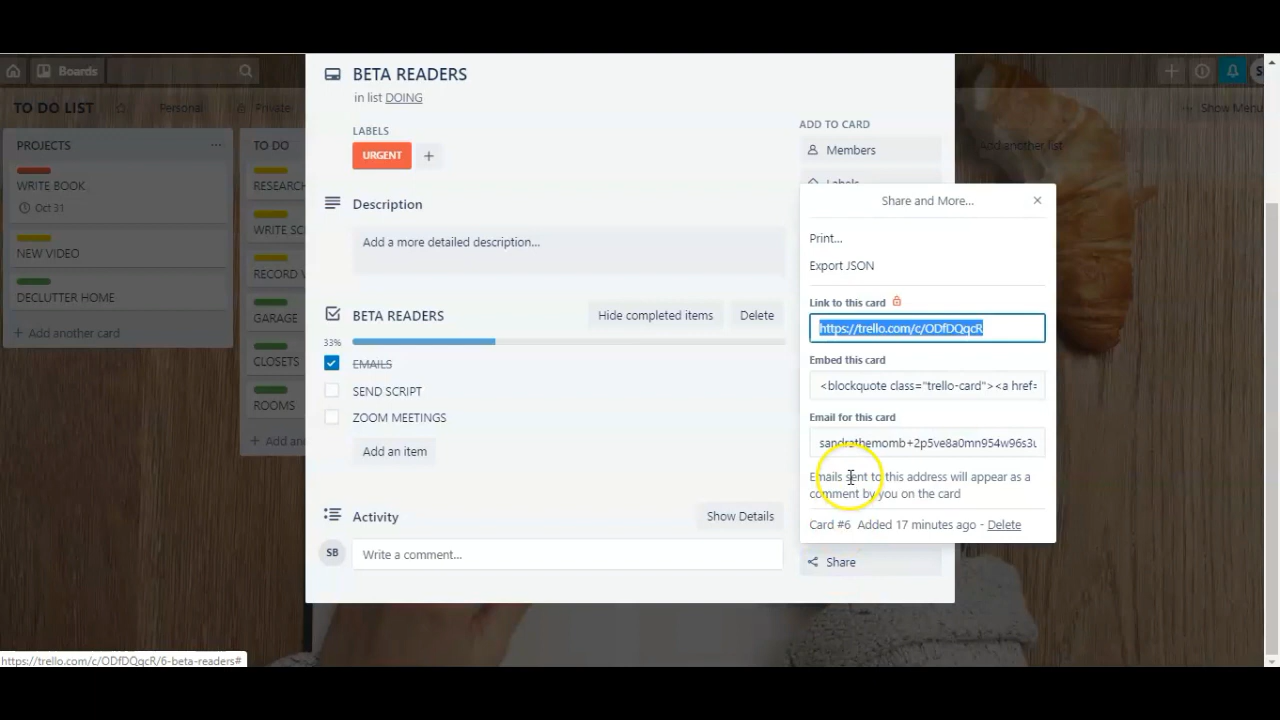 Boards
TO DO LIST
Personal
Private
Show Menu
PROJECTS
WRITE BOOK
Oct 31
NEW VIDEO
DECLUTTER HOME
Add another card
TO DO
RESEARCH
WRITE SC
RECORD V
GARAGE
CLOSETS
ROOMS
Add an
Add another list
BETA READERS
in list DOING
LABELS
URGENT
Description
Add a more detailed description...
BETA READERS
Hide completed items
Delete
33%
EMAILS
SEND SCRIPT
ZOOM MEETINGS
Add an item
Activity
Show Details
SB
Write a comment...
ADD TO CARD
Members
Labels
Share and More...
Print...
Export JSON
Link to this card
https://trello.com/c/ODfDQqcR
Embed this card
<blockquote class="trello-card"><a href=
Email for this card
sandrathemomb+2p5ve8a0mn954w96s3u
Emails sent to this address will appear as a
comment by you on the card
Card #6 Added 17 minutes ago - Delete
Share
https://trello.com/c/ODfDQqcR/6-beta-readers#